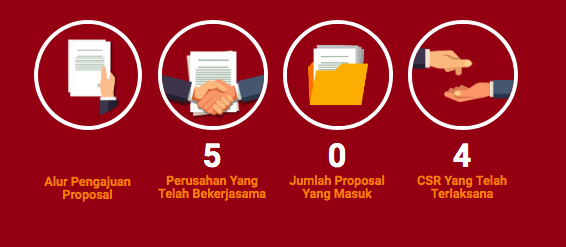 Alur Pengajuan
Proposal
5
Perusahan Yang
Telah Bekerjasama
0
Jumlah Proposal
Yang Masuk
4
CSR Yang Telah
Terlaksana